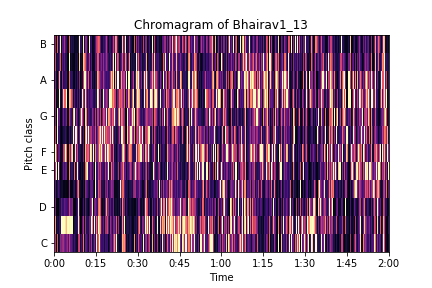 Chromagram of Bhairav1_13
B
A
G
F
E
D
C
Pitch class
0:00 0:15 0:30 0:45 1:00 1:15 1:30 1:45 2:00
Time